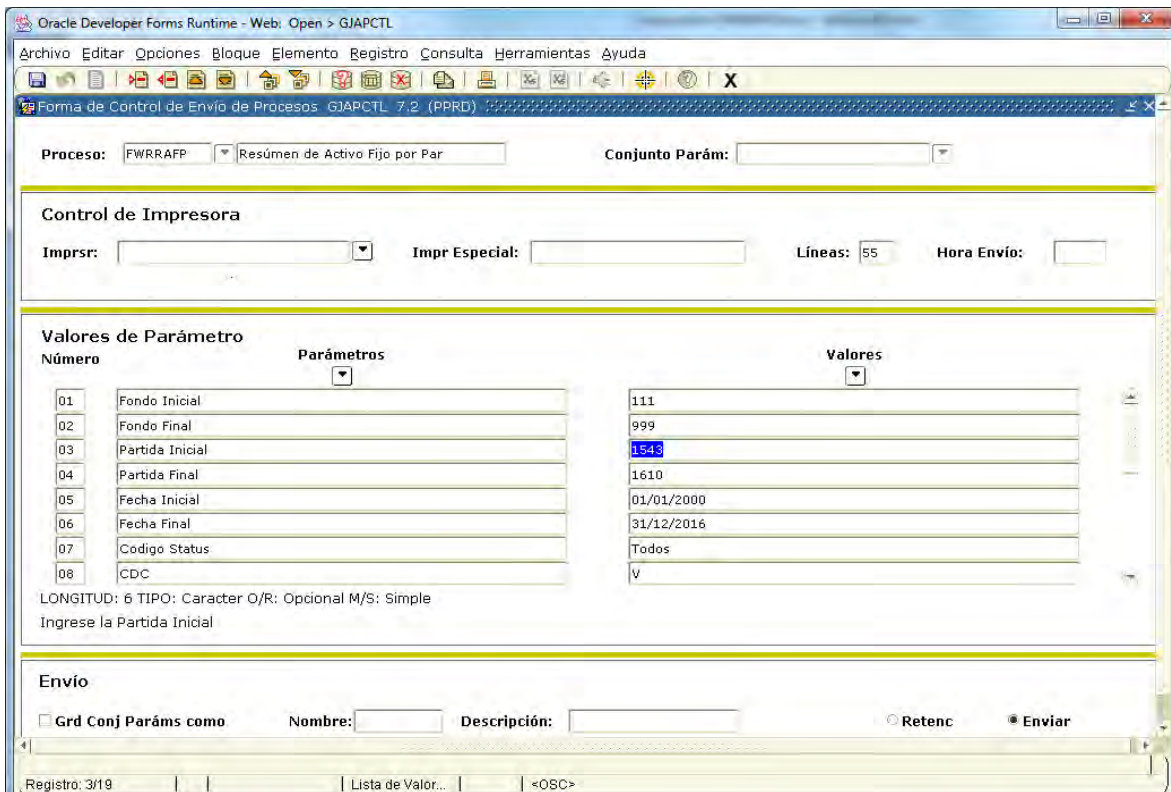 Oracle Developer Forms Runtime - Web: Open > GJAPCTL
Archivo Editar Opciones Bloque Elemento Registro Consulta Herramientas Ayuda
Forma de Control de Envío de Procesos GJAPCTL 7.2 (PPRD)
Proceso: FWRRAFP Resúmen de Activo Fijo por Par Conjunto Parám:
Control de Impresora
Imprsr: Impr Especial: Líneas: 55 Hora Envío:
Valores de Parámetro
Número Parámetros Valores
01 Fondo Inicial 111
02 Fondo Final 999
03 Partida Inicial 1543
04 Partida Final 1610
05 Fecha Inicial 01/01/2000
06 Fecha Final 31/12/2016
07 Codigo Status Todos
08 CDC V
LONGITUD: 6 TIPO: Caracter O/R: Opcional M/S: Simple
Ingrese la Partida Inicial
Envío
Grd Conj Paráms como Nombre: Descripción: Retenc Enviar
Registro: 3/19 Lista de Valor... <OSC>